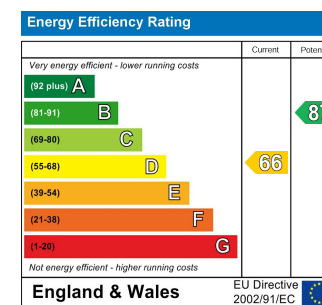 Energy Efficiency Rating
Current
Very energy efficient - lower running costs
(92 plus) A
(81-91) B
(69-80) C
(55-68) D
66
(39-54) E
(21-38) F
(1-20) G
Not energy efficient - higher running costs
England & Wales
EU Directive
2002/91/EC